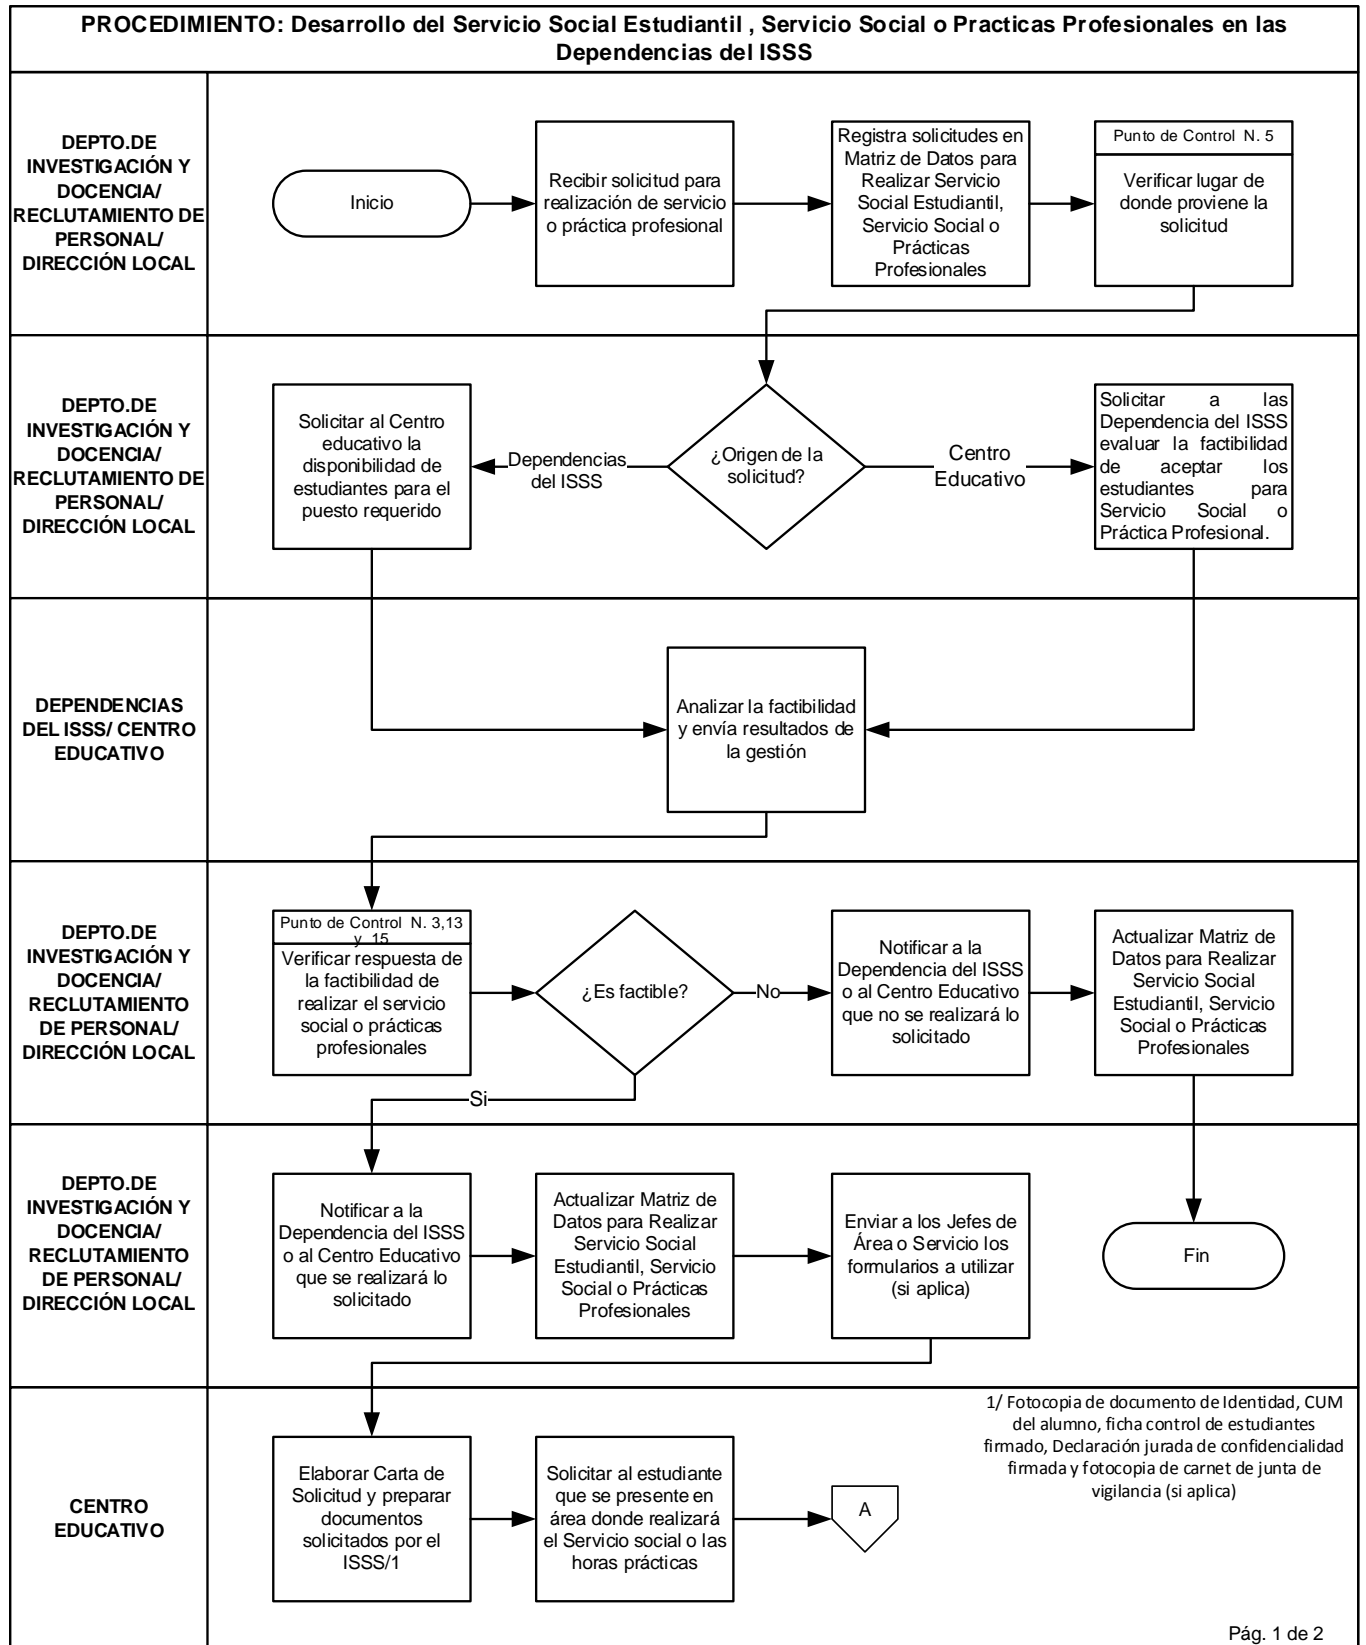 PROCEDIMIENTO: Desarrollo del Servicio Social Estudiantil , Servicio Social o Practicas Profesionales en las
Dependencias del ISSS
DEPTO.DE
INVESTIGACIÓN Y
DOCENCIA/
RECLUTAMIENTO DE
PERSONAL/
DIRECCIÓN LOCAL
Inicio
Recibir solicitud para
realización de servicio
o práctica profesional
Registra solicitudes en
Matriz de Datos para
Realizar Servicio
Social Estudiantil,
Servicio Social o
Prácticas
Profesionales
Punto de Control N. 5
Verificar lugar de
donde proviene la
solicitud
DEPTO.DE
INVESTIGACIÓN Y
DOCENCIA/
RECLUTAMIENTO DE
PERSONAL/
DIRECCIÓN LOCAL
Solicitar al Centro
educativo la
disponibilidad de
estudiantes para el
puesto requerido
Dependencias
del ISSS
¿Origen de la
solicitud?
Centro
Educativo
Solicitar a las
Dependencia del ISSS
evaluar la factibilidad
de aceptar los
estudiantes para
Servicio Social o
Práctica Profesional.
DEPENDENCIAS
DEL ISSS/ CENTRO
EDUCATIVO
Analizar la factibilidad
y envía resultados de
la gestión
DEPTO.DE
INVESTIGACIÓN Y
DOCENCIA/
RECLUTAMIENTO
DE PERSONAL/
DIRECCIÓN LOCAL
Punto de Control N. 3,13
y 15
Verificar respuesta de
la factibilidad de
realizar el servicio
social o prácticas
profesionales
¿Es factible?
No
Notificar a la
Dependencia del ISSS
o al Centro Educativo
que no se realizará lo
solicitado
Actualizar Matriz de
Datos para Realizar
Servicio Social
Estudiantil, Servicio
Social o Prácticas
Profesionales
Si
DEPTO.DE
INVESTIGACIÓN Y
DOCENCIA/
RECLUTAMIENTO
DE PERSONAL/
DIRECCIÓN LOCAL
Notificar a la
Dependencia del ISSS
o al Centro Educativo
que se realizará lo
solicitado
Actualizar Matriz de
Datos para Realizar
Servicio Social
Estudiantil, Servicio
Social o Prácticas
Profesionales
Enviar a los Jefes de
Área o Servicio los
formularios a utilizar
(si aplica)
Fin
CENTRO
EDUCATIVO
Elaborar Carta de
Solicitud y preparar
documentos
solicitados por el
ISSS/1
Solicitar al estudiante
que se presente en
área donde realizará
el Servicio social o las
horas prácticas
A
1/ Fotocopia de documento de Identidad, CUM
del alumno, ficha control de estudiantes
firmado, Declaración jurada de confidencialidad
firmada y fotocopia de carnet de junta de
vigilancia (si aplica)
Pág. 1 de 2